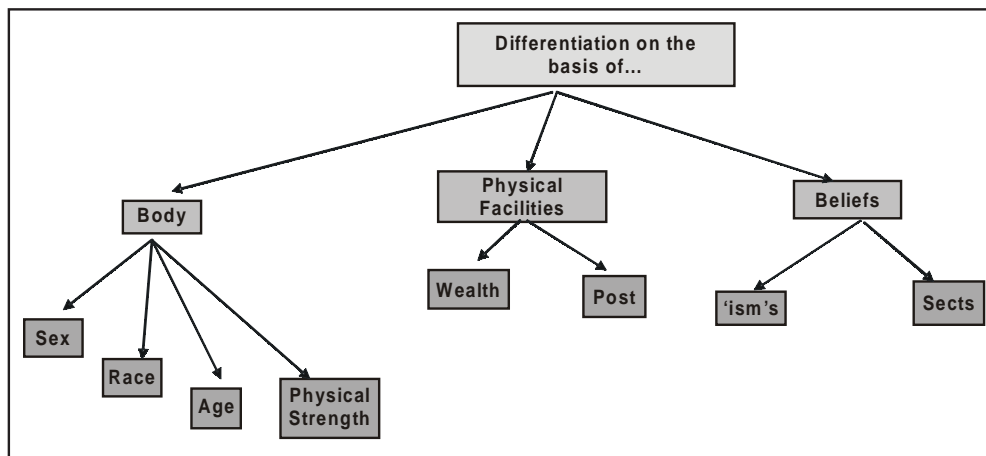 Differentiation on the
basis of...
Body
Physical
Facilities
Beliefs
Sex
Race
Age
Physical
Strength
Wealth
Post
‘ism’s
Sects